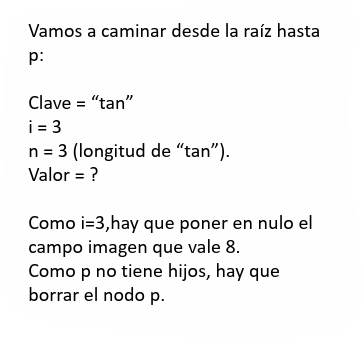 Vamos a caminar desde la raíz hasta
p:
Clave = “tan”
i = 3
n = 3 (longitud de “tan”).
Valor = ?
Como i=3,hay que poner en nulo el
campo imagen que vale 8.
Como p no tiene hijos, hay que
borrar el nodo p.